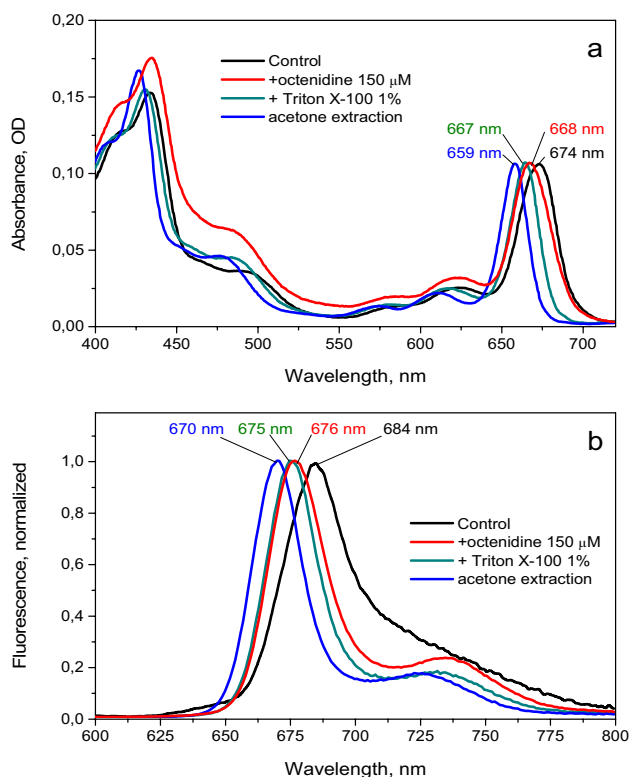 0,20
a
Control
+octenidine 150 μM
+ Triton X-100 1%
acetone extraction
0,15
667 nm
668 nm
659 nm
674 nm
Absorbance, OD
0,10
0,05
0,00
400
450
500
550
600
650
700
Wavelength, nm
670 nm
675 nm
676 nm
684 nm
b
1,0
Control
+octenidine 150 μM
+ Triton X-100 1%
acetone extraction
0,8
Fluorescence, normalized
0,6
0,4
0,2
0,0
600
625
650
675
700
725
750
775
800
Wavelength, nm